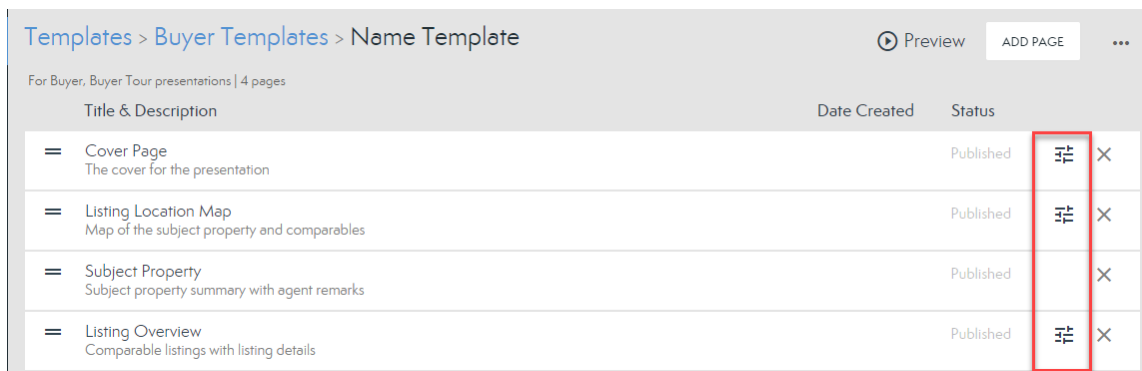 Templates > Buyer Templates > Name Template
Preview
ADD PAGE
For Buyer, Buyer Tour presentations | 4 pages
Title & Description Date Created Status
Cover Page
The cover for the presentation
Published
Listing Location Map
Map of the subject property and comparables
Published
Subject Property
Subject property summary with agent remarks
Published
Listing Overview
Comparable listings with listing details
Published